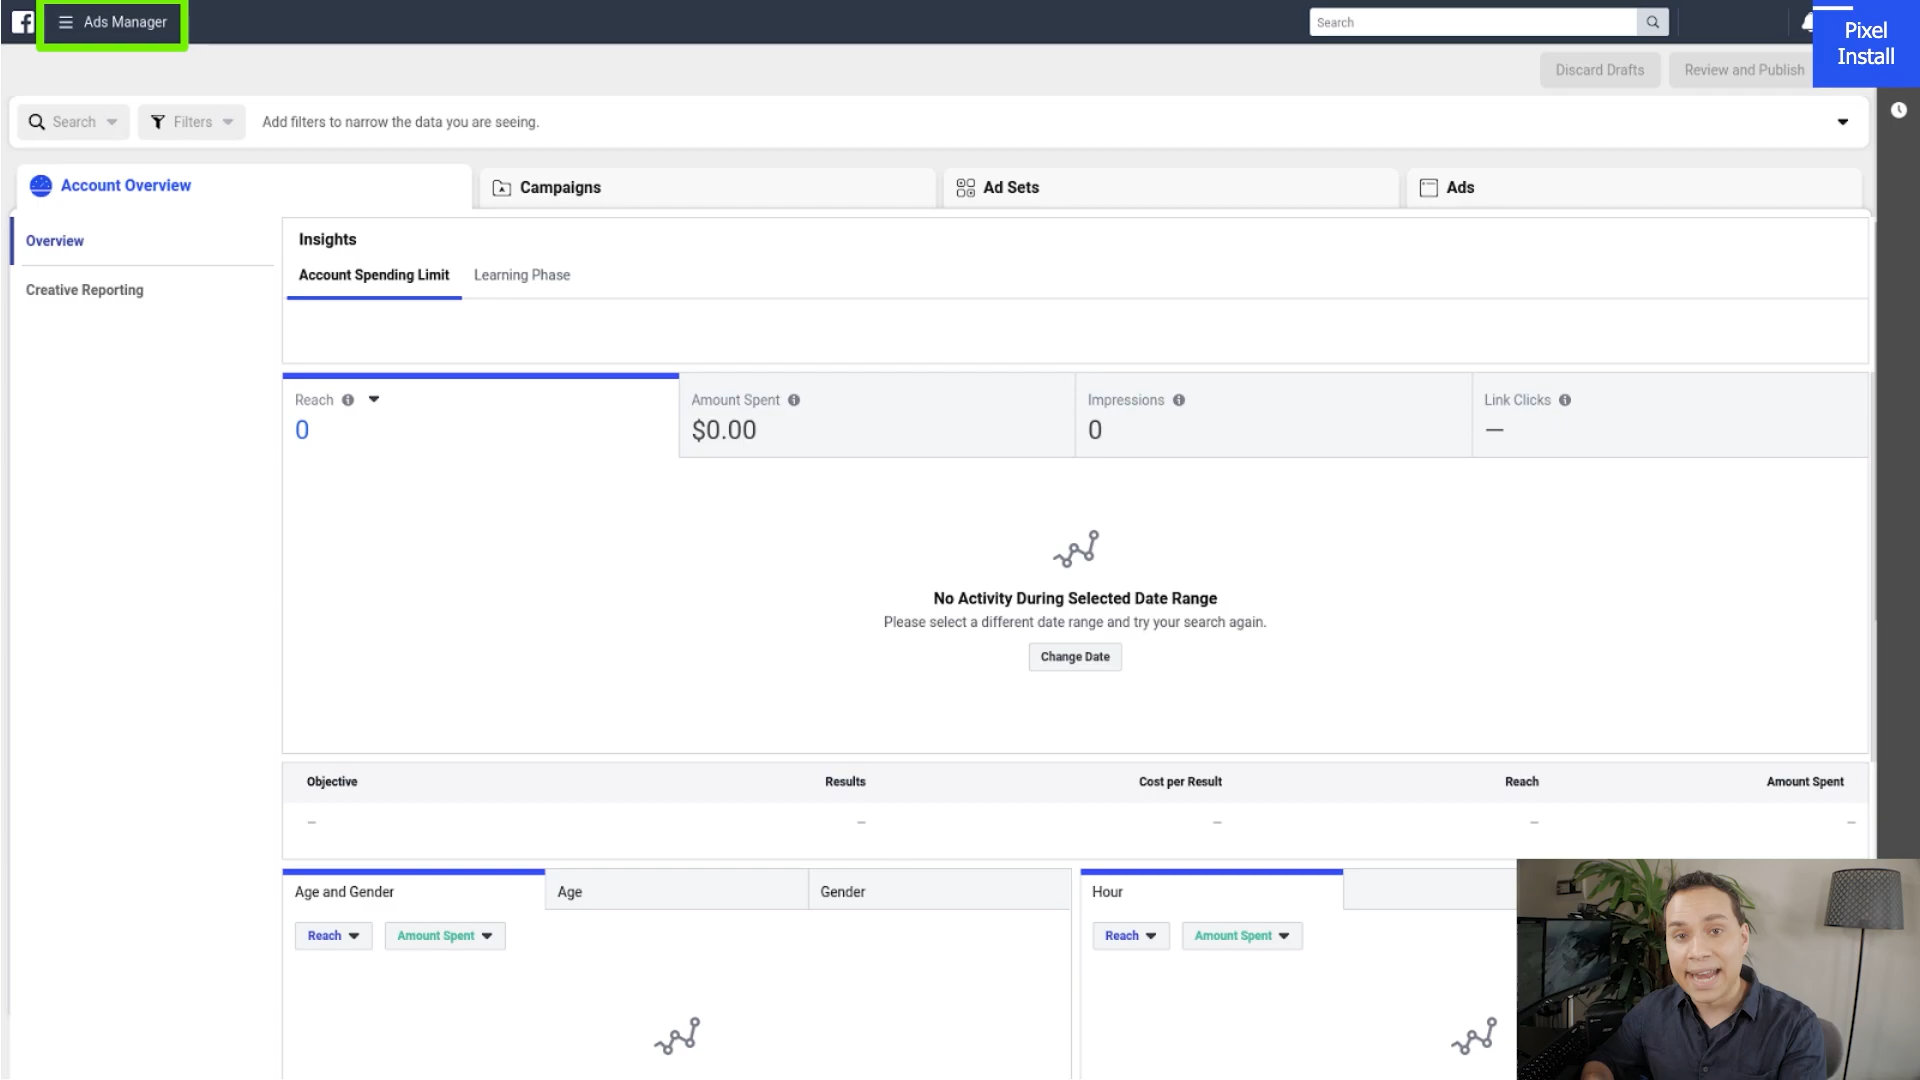 Ads Manager
Search
Pixel
Install
Discard Drafts
Review and Publish
Search
Filters
Add filters to narrow the data you are seeing.
Account Overview
Campaigns
Ad Sets
Ads
Overview
Creative Reporting
Insights
Account Spending Limit
Learning Phase
Reach
0
Amount Spent
$0.00
Impressions
0
Link Clicks
—
No Activity During Selected Date Range
Please select a different date range and try your search again.
Change Date
Objective
Results
Cost per Result
Reach
Amount Spent
–
–
–
–
–
Age and Gender
Age
Gender
Hour
Reach
Amount Spent
Reach
Amount Spent